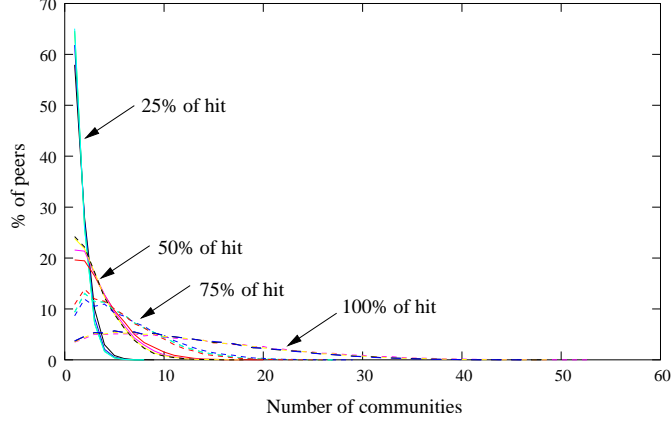 70
60
50
40
30
20
10
0
% of peers
25% of hit
50% of hit
75% of hit
100% of hit
0 10 20 30 40 50 60
Number of communities